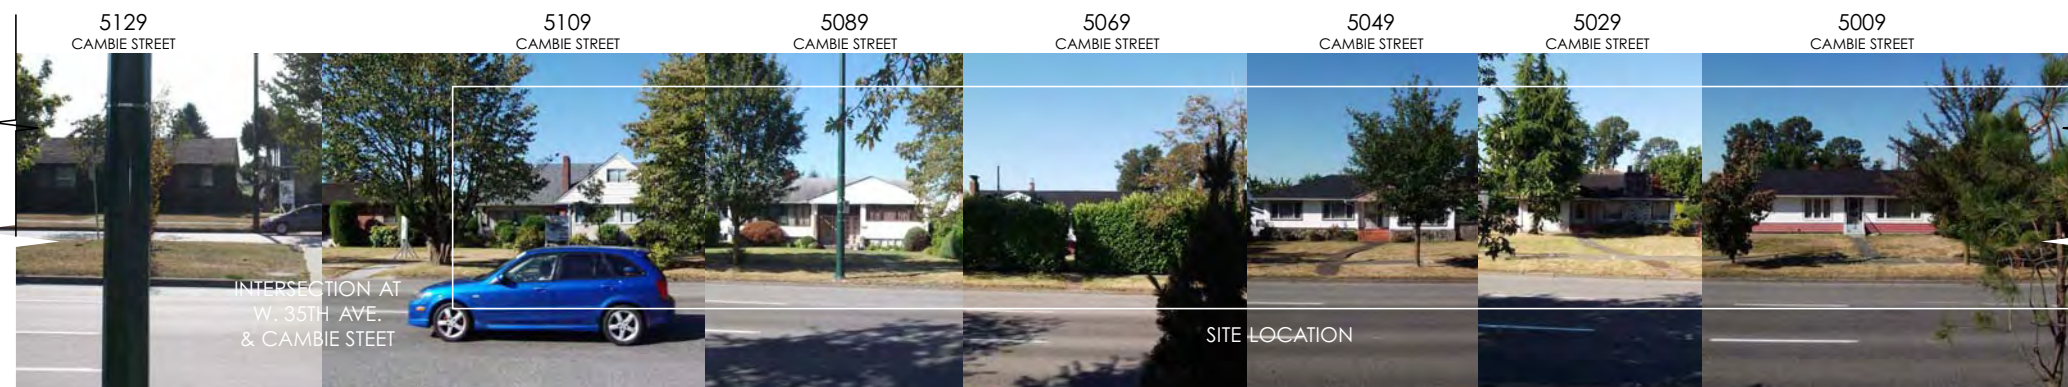 5129
CAMBIE STREET
5109
CAMBIE STREET
5089
CAMBIE STREET
5069
CAMBIE STREET
5049
CAMBIE STREET
5029
CAMBIE STREET
5009
CAMBIE STREET
INTERSECTION AT
W. 35TH AVE.
& CAMBIE STEET
SITE LOCATION